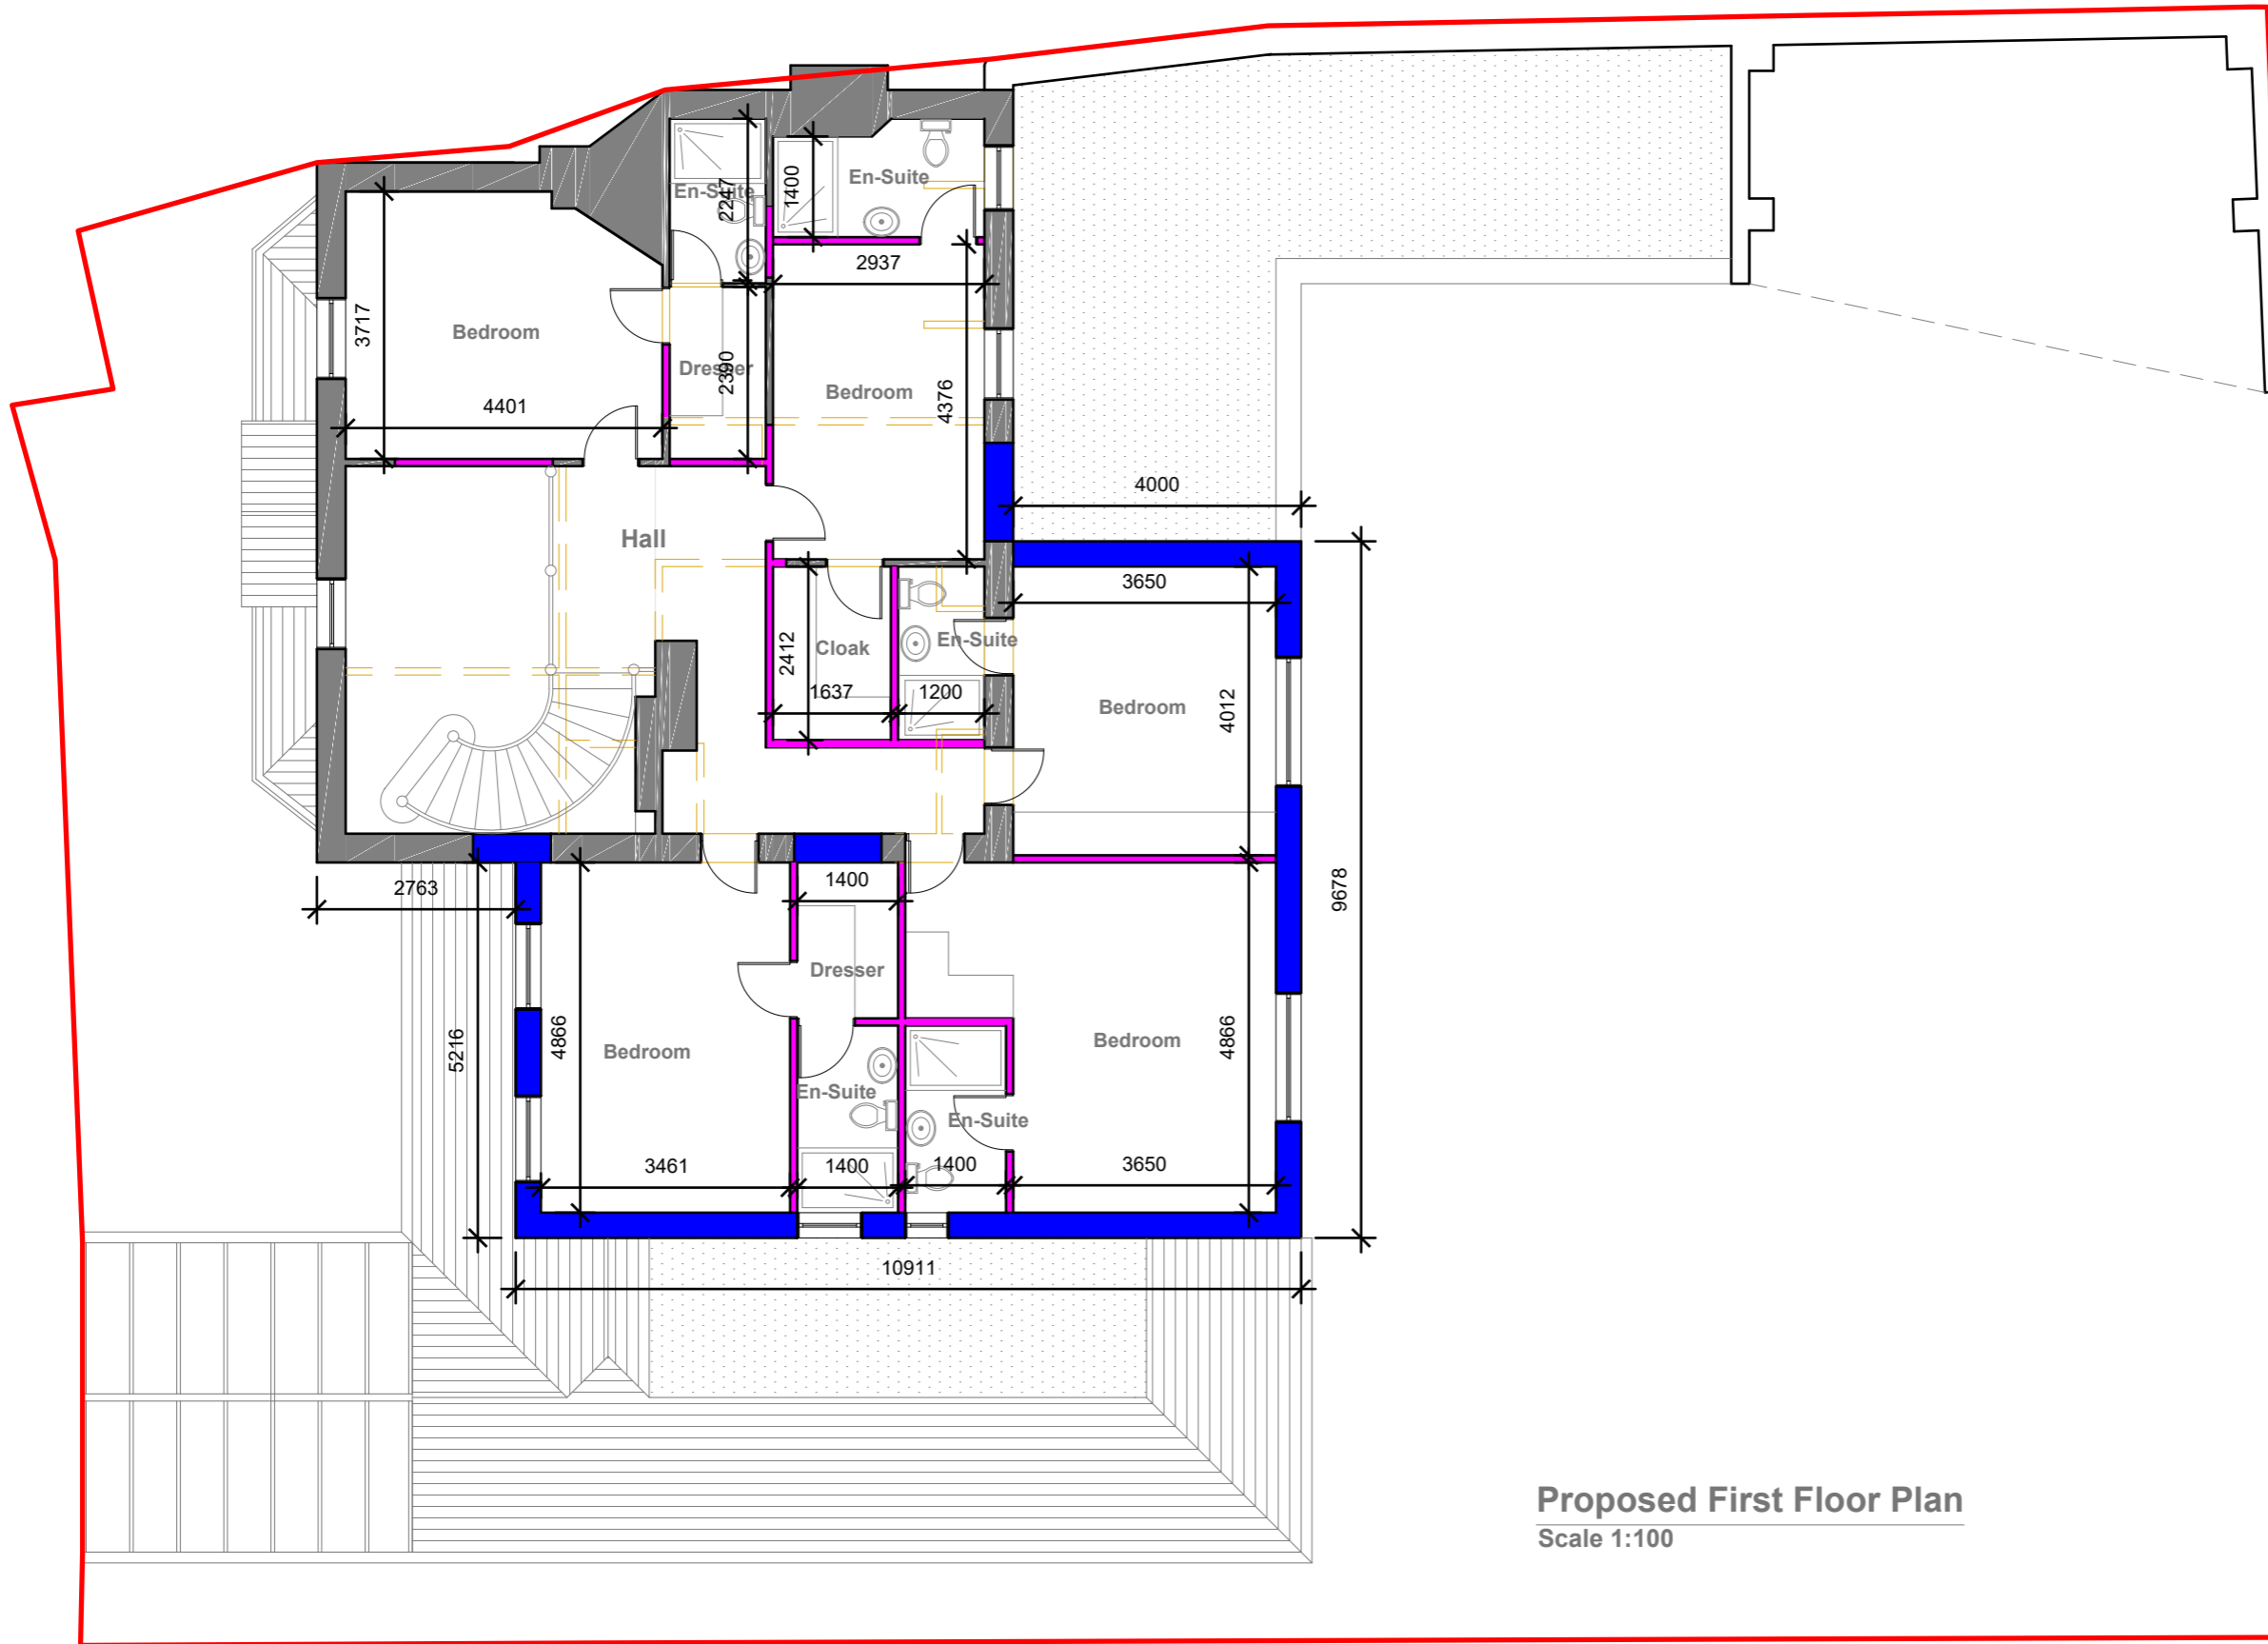 En-Suite
2247
1400
En-Suite
2937
3717
Bedroom
Dresser
2390
Bedroom
4376
4401
4000
Hall
3650
2412
Cloak
En-Suite
1637
1200
Bedroom
4012
2763
1400
9678
Dresser
5216
4866
Bedroom
Bedroom
4866
En-Suite
En-Suite
3461
1400
1400
3650
10911
Proposed First Floor Plan
Scale 1:100